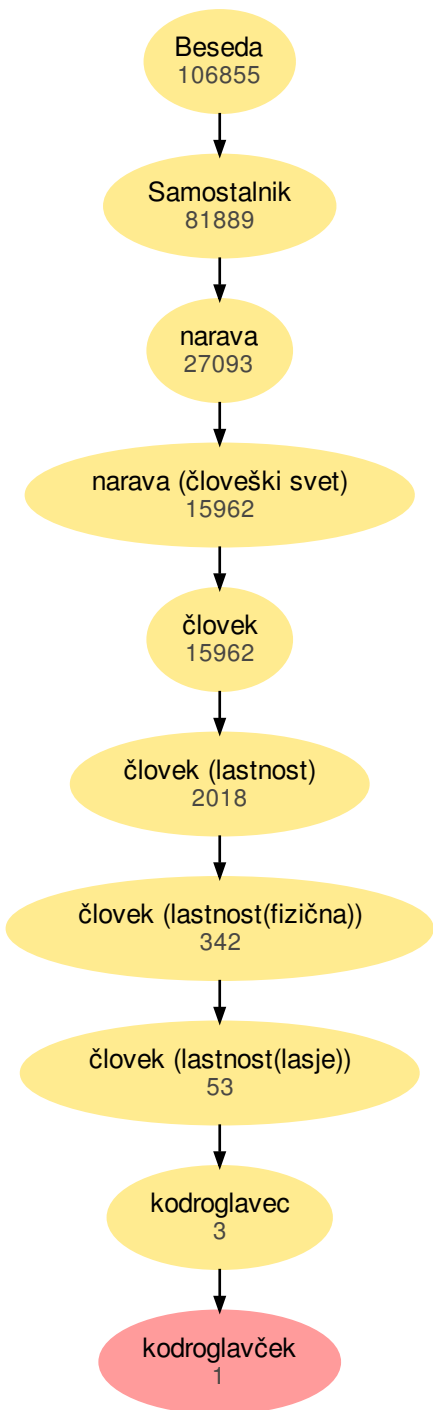 Beseda
106855
Samostalnik
81889
narava
27093
narava (človeški svet)
15962
človek
15962
človek (lastnost)
2018
človek (lastnost(fizična))
342
človek (lastnost(lasje))
53
kodroglavec
3
kodroglavček
1